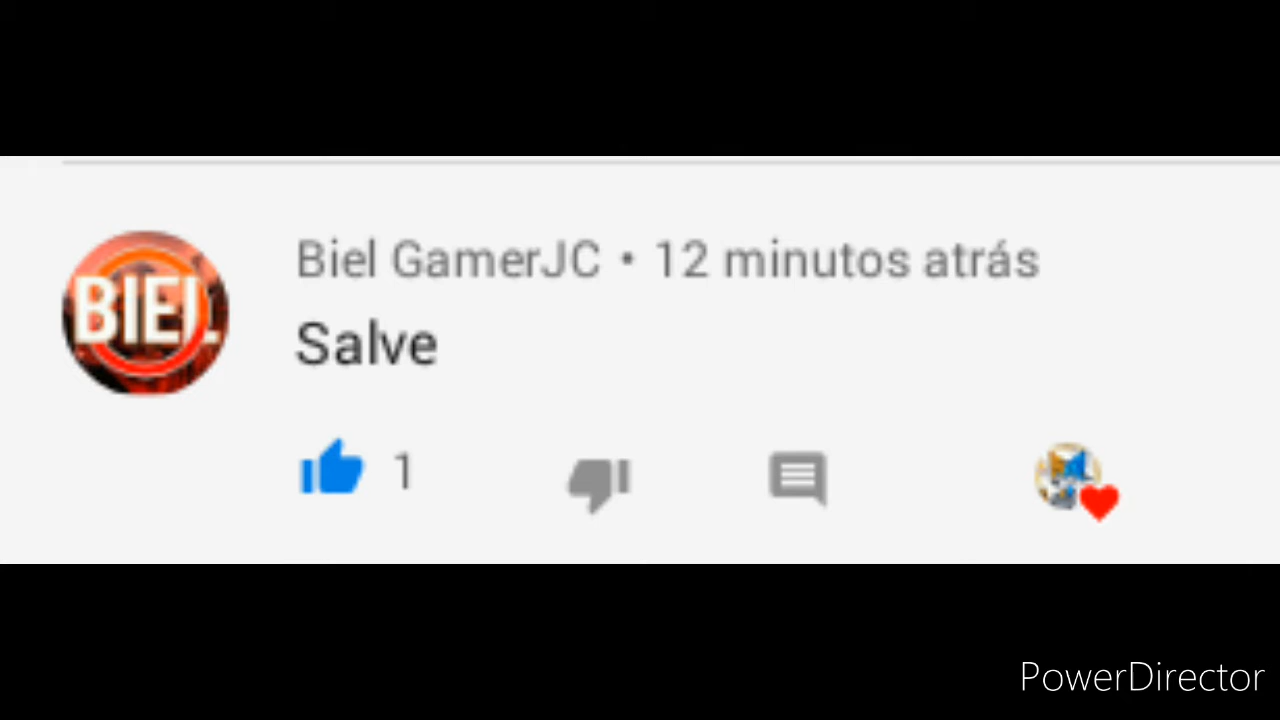 Biel GamerJC • 12 minutos atrás
BIEL
Salve
1
PowerDirector